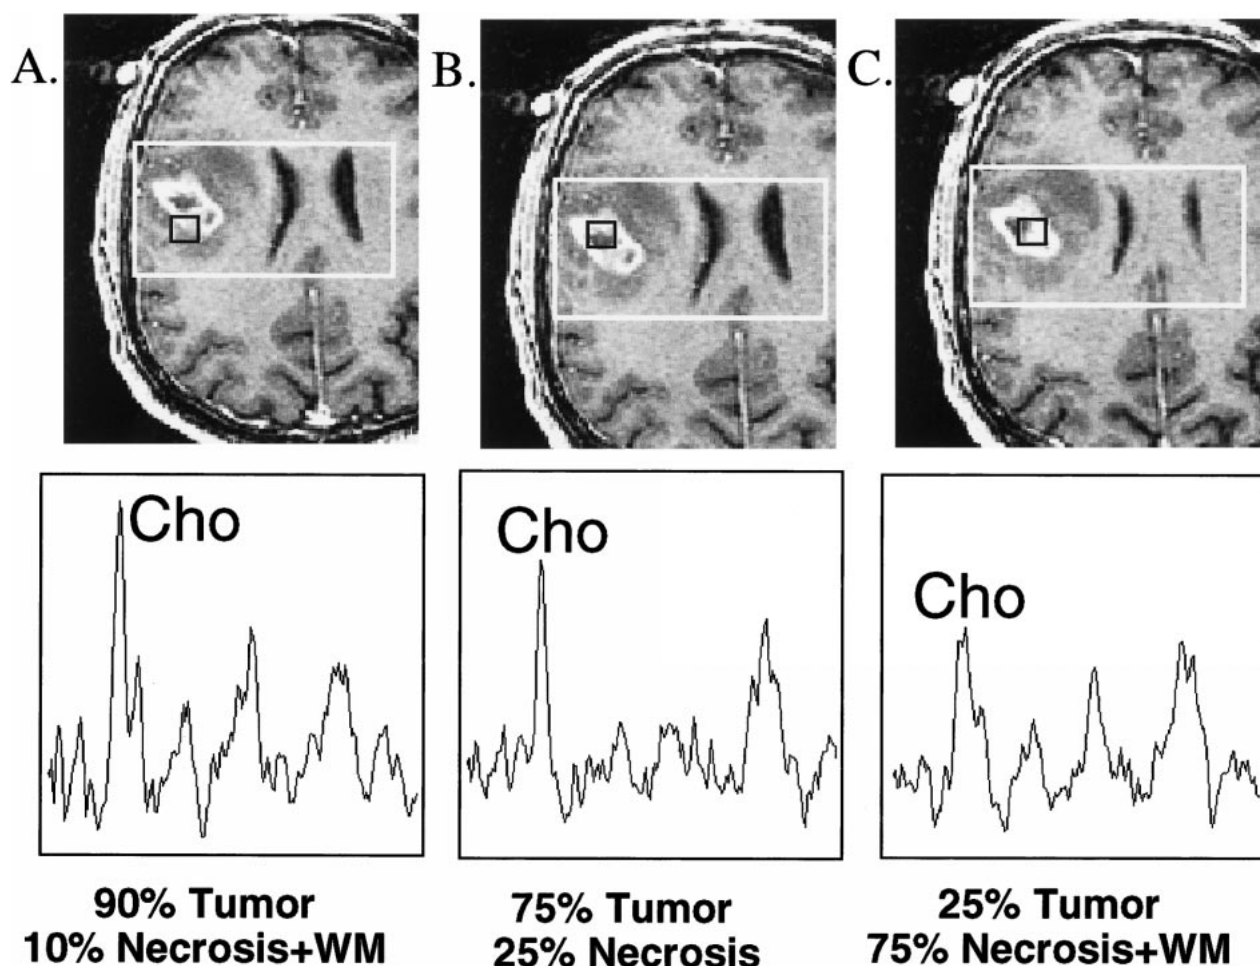 A.
B.
C.
Cho
Cho
Cho
90% Tumor
10% Necrosis+WM
75% Tumor
25% Necrosis
25% Tumor
75% Necrosis+WM